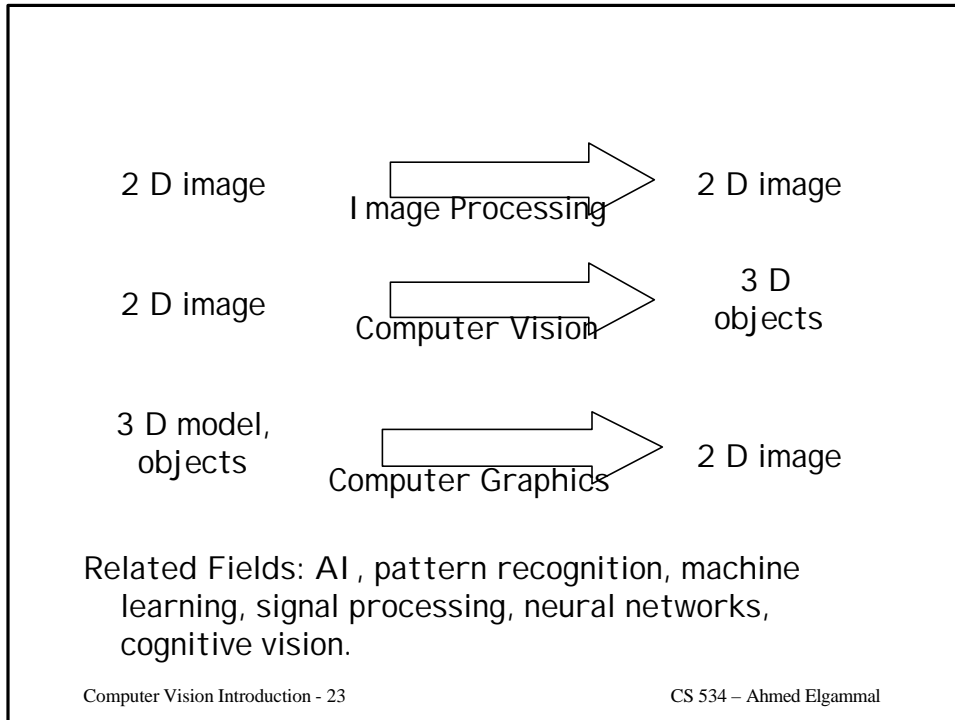 2 D image
Image Processing
2 D image
2 D image
Computer Vision
3 D
objects
3 D model,
objects
Computer Graphics
2 D image
Related Fields: AI, pattern recognition, machine
learning, signal processing, neural networks,
cognitive vision.
Computer Vision Introduction - 23
CS 534 – Ahmed Elgammal